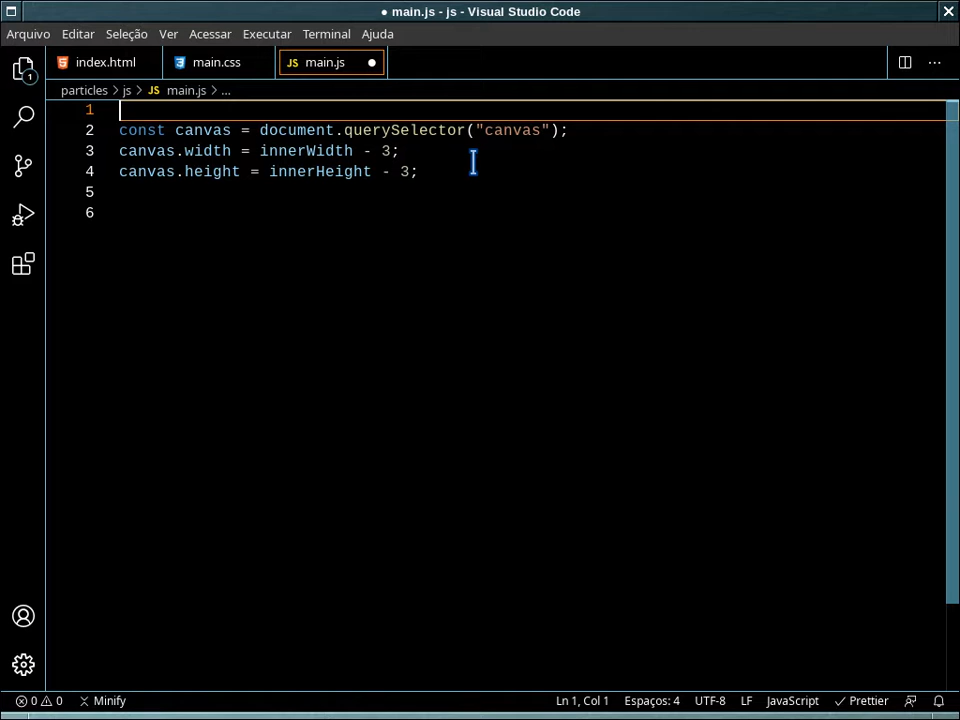 ● main.js - js - Visual Studio Code
Arquivo Editar Seleção Ver Acessar Executar Terminal Ajuda
1
index.html
main.css
JS main.js
particles > js > JS main.js > ...
1
2 const canvas = document.querySelector("canvas");
3 canvas.width = innerWidth - 3;
4 canvas.height = innerHeight - 3;
5
6
0 0 Minify Ln 1, Col 1 Espaços: 4 UTF-8 LF JavaScript Prettier